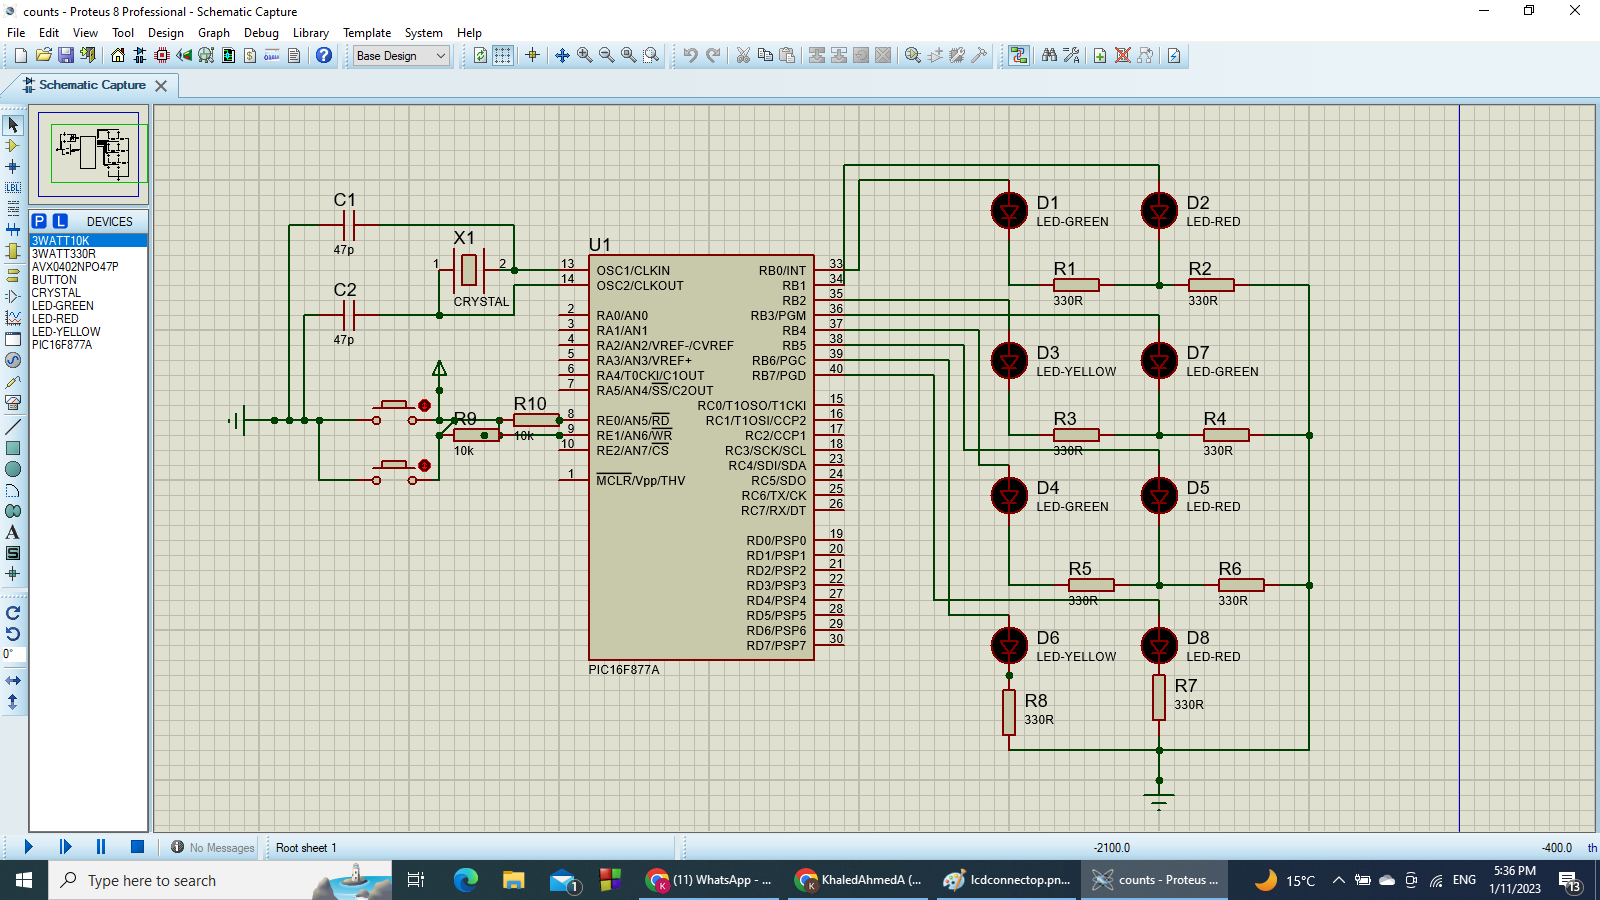 counts - Proteus 8 Professional - Schematic Capture
File Edit View Tool Design Graph Debug Library Template System Help
Base Design
Schematic Capture
P L DEVICES
3WATT10K
3WATT330R
AVX0402NPO47P
BUTTON
CRYSTAL
LED-GREEN
LED-RED
LED-YELLOW
PIC16F877A
LBL
A
S
0°
C1
47p
C2
47p
X1
1
2
CRYSTAL
R9
10k
R10
10k
U1
13 OSC1/CLKIN
14 OSC2/CLKOUT
2 RA0/AN0
3 RA1/AN1
4 RA2/AN2/VREF-/CVREF
5 RA3/AN3/VREF+
6 RA4/T0CKI/C1OUT
7 RA5/AN4/SS/C2OUT
8 RE0/AN5/RD
9 RE1/AN6/WR
10 RE2/AN7/CS
1 MCLR/Vpp/THV
RB0/INT 33
RB1 34
RB2 35
RB3/PGM 36
RB4 37
RB5 38
RB6/PGC 39
RB7/PGD 40
RC0/T1OSO/T1CKI 15
RC1/T1OSI/CCP2 16
RC2/CCP1 17
RC3/SCK/SCL 18
RC4/SDI/SDA 23
RC5/SDO 24
RC6/TX/CK 25
RC7/RX/DT 26
RD0/PSP0 19
RD1/PSP1 20
RD2/PSP2 21
RD3/PSP3 22
RD4/PSP4 27
RD5/PSP5 28
RD6/PSP6 29
RD7/PSP7 30
PIC16F877A
D1
LED-GREEN
D2
LED-RED
R1
330R
R2
330R
D3
LED-YELLOW
D7
LED-GREEN
R3
330R
R4
330R
D4
LED-GREEN
D5
LED-RED
R5
330R
R6
330R
D6
LED-YELLOW
D8
LED-RED
R8
330R
R7
330R
No Messages Root sheet 1 -2100.0 -400.0 th
Type here to search
1
(11) WhatsApp - ...
KhaledAhmedA (...
lcdconnectop.pn...
counts - Proteus ...
15°C
ENG
5:36 PM
1/11/2023
13